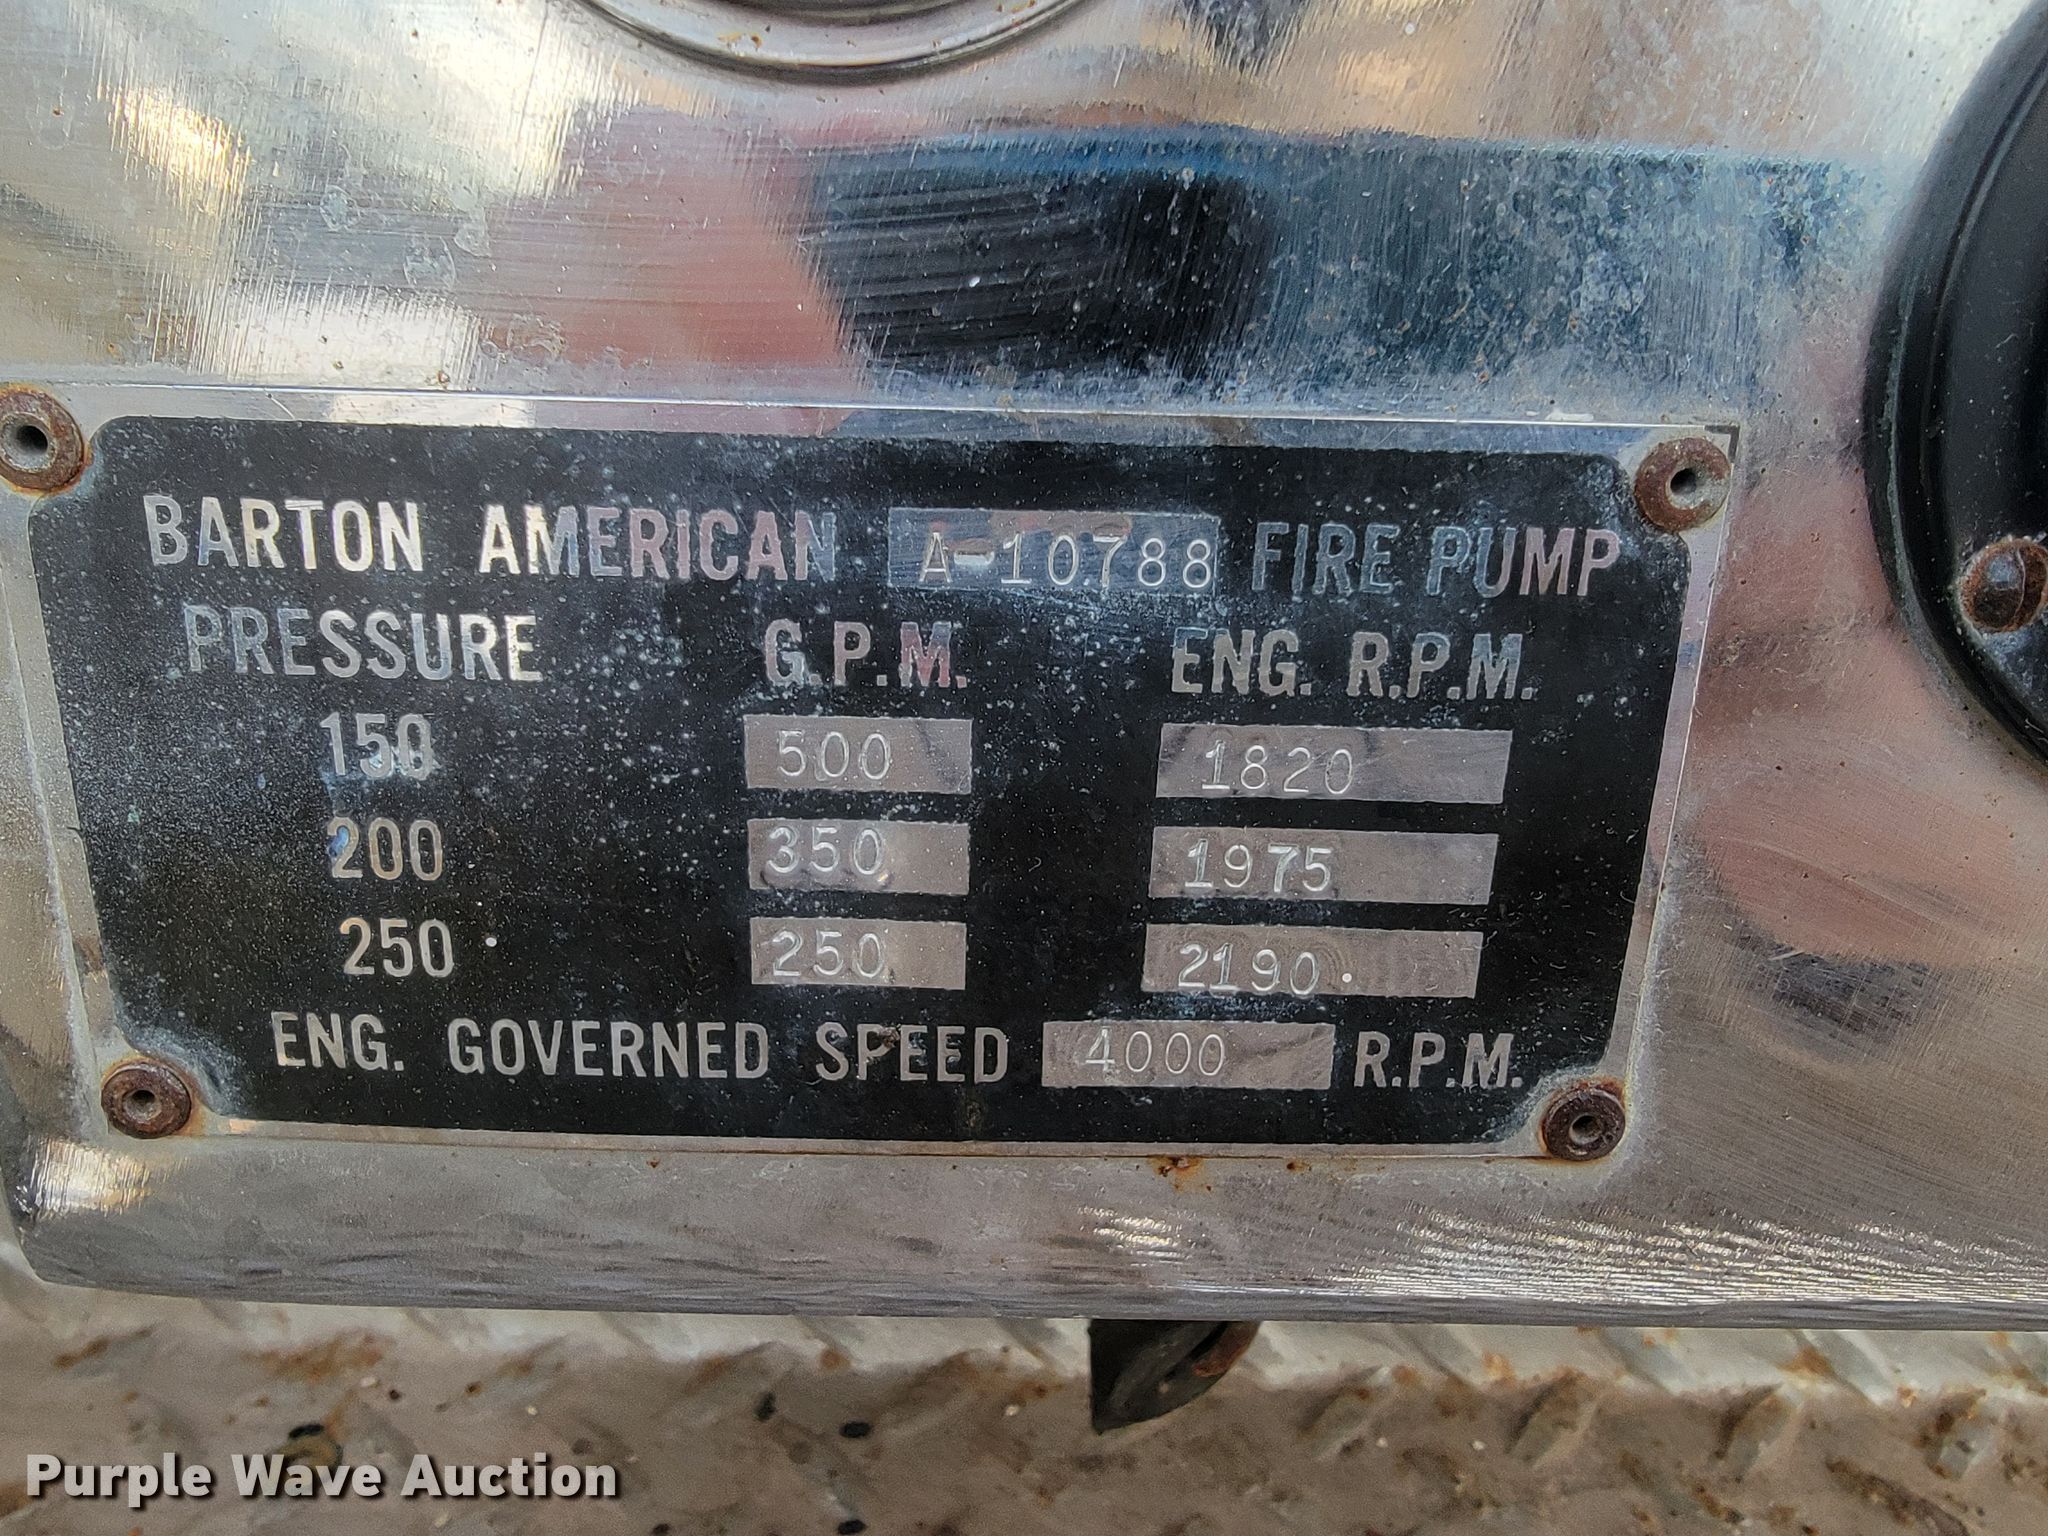 BARTON AMERICAN A-10788 FIRE PUMP
PRESSURE G.P.M. ENG. R.P.M.
150 500 1820
200 350 1975
250 250 2190
ENG. GOVERNED SPEED 4000 R.P.M.
Purple Wave Auction